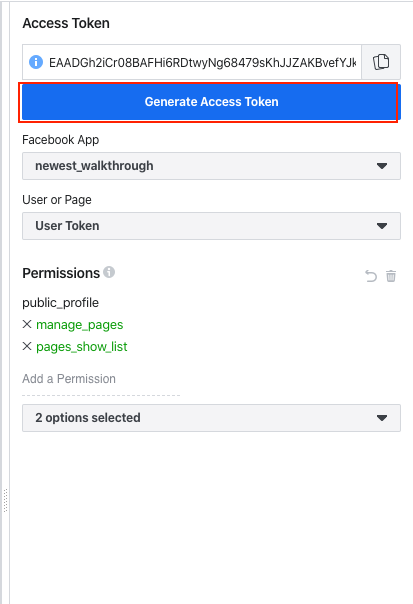 Access Token
EAADGh2iCr08BAFHi6RDtwyNg68479sKhJJZAKBvefYJk
Generate Access Token
Facebook App
newest_walkthrough
User or Page
User Token
Permissions
public_profile
manage_pages
pages_show_list
Add a Permission
2 options selected